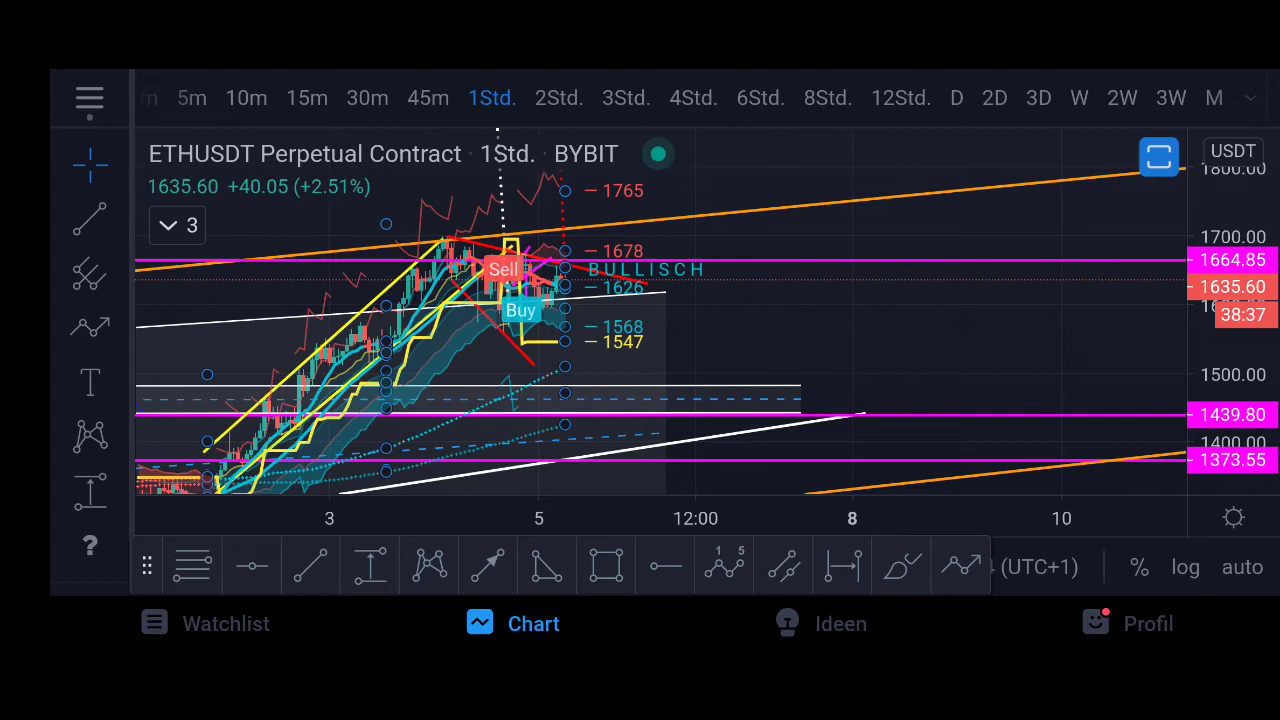 5m 10m 15m 30m 45m 1Std. 2Std. 3Std. 4Std. 6Std. 8Std. 12Std. D 2D 3D W 2W 3W M
ETHUSDT Perpetual Contract · 1Std. · BYBIT
USDT
1635.60 +40.05 (+2.51%)
3
1765
1678
BULLISCH
1626
1568
1547
Sell
Buy
1800.00
1700.00
1664.85
1635.60
38:37
1500.00
1439.80
1400.00
1373.55
3 5 12:00 8 10
1 5
(UTC+1) % log auto
?
Watchlist Chart Ideen Profil